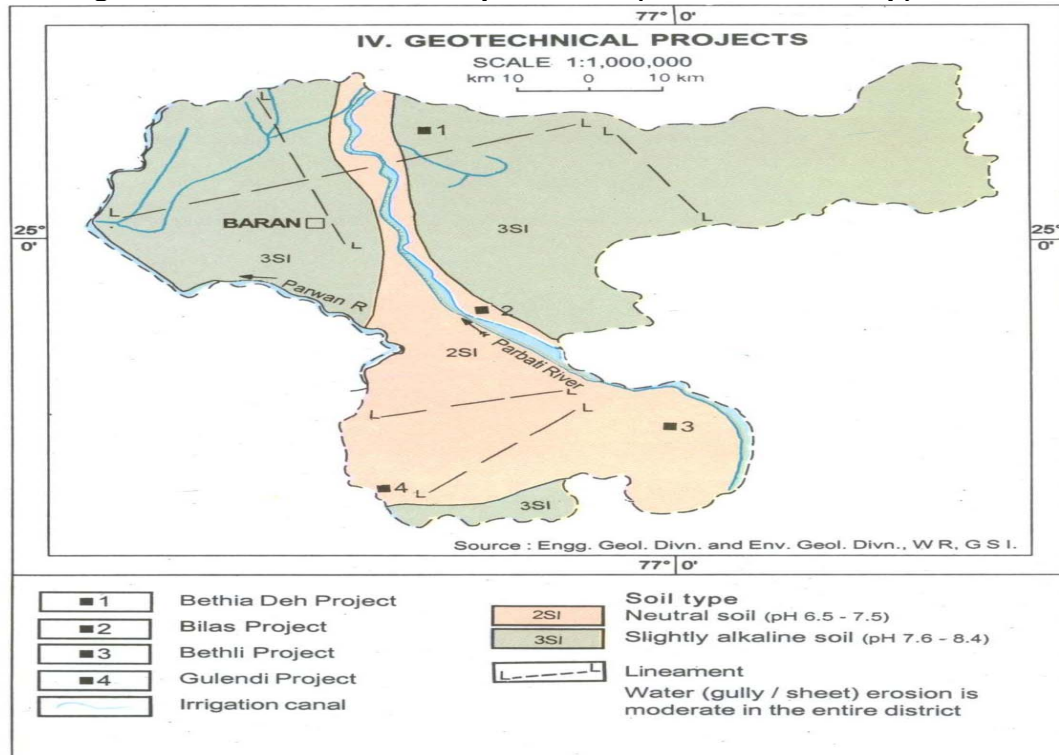 77° 0'
IV. GEOTECHNICAL PROJECTS
SCALE 1:1,000,000
km 10 0 10 km
L
L
L
1
L
BARAN
3SI
L
25°
0'
25°
0'
L
3SI
Parwan R
2
2SI
Parbati River
L
L
L
3
4
L
3SI
Source : Engg. Geol. Divn. and Env. Geol. Divn., W R, G S I.
77° 0'
1 Bethia Deh Project
2 Bilas Project
3 Bethli Project
4 Gulendi Project
Irrigation canal
Soil type
2SI Neutral soil (pH 6.5 - 7.5)
3SI Slightly alkaline soil (pH 7.6 - 8.4)
L L Lineament
Water (gully / sheet) erosion is
moderate in the entire district